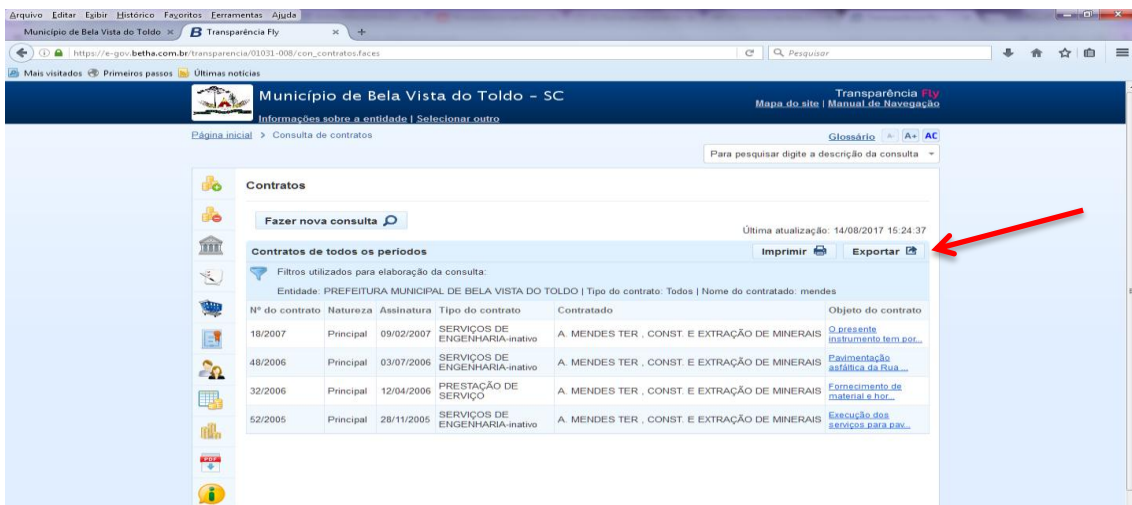 Arquivo Editar Exibir Histórico Favoritos Ferramentas Ajuda
Município de Bela Vista do Toldo × B Transparência Fly × +
https://e-gov.betha.com.br/transparencia/01031-008/con_contratos.faces Pesquisar
Mais visitados Primeiros passos Últimas notícias
Município de Bela Vista do Toldo - SC
Transparência Fly
Mapa do site | Manual de Navegação
Informações sobre a entidade | Selecionar outro
Página inicial > Consulta de contratos
Glossário A- A+ AC
Para pesquisar digite a descrição da consulta
Contratos
Fazer nova consulta
Última atualização: 14/08/2017 15:24:37
Contratos de todos os períodos Imprimir Exportar
Filtros utilizados para elaboração da consulta:
Entidade: PREFEITURA MUNICIPAL DE BELA VISTA DO TOLDO | Tipo do contrato: Todos | Nome do contratado: mendes
Nº do contrato Natureza Assinatura Tipo do contrato Contratado Objeto do contrato
18/2007 Principal 09/02/2007 SERVIÇOS DE ENGENHARIA-inativo A. MENDES TER , CONST. E EXTRAÇÃO DE MINERAIS O presente instrumento tem por...
48/2006 Principal 03/07/2006 SERVIÇOS DE ENGENHARIA-inativo A. MENDES TER , CONST. E EXTRAÇÃO DE MINERAIS Pavimentação asfáltica da Rua ...
32/2006 Principal 12/04/2006 PRESTAÇÃO DE SERVIÇO A. MENDES TER , CONST. E EXTRAÇÃO DE MINERAIS Fornecimento de material e hor...
52/2005 Principal 28/11/2005 SERVIÇOS DE ENGENHARIA-inativo A. MENDES TER , CONST. E EXTRAÇÃO DE MINERAIS Execução dos serviços para pav...
PDF